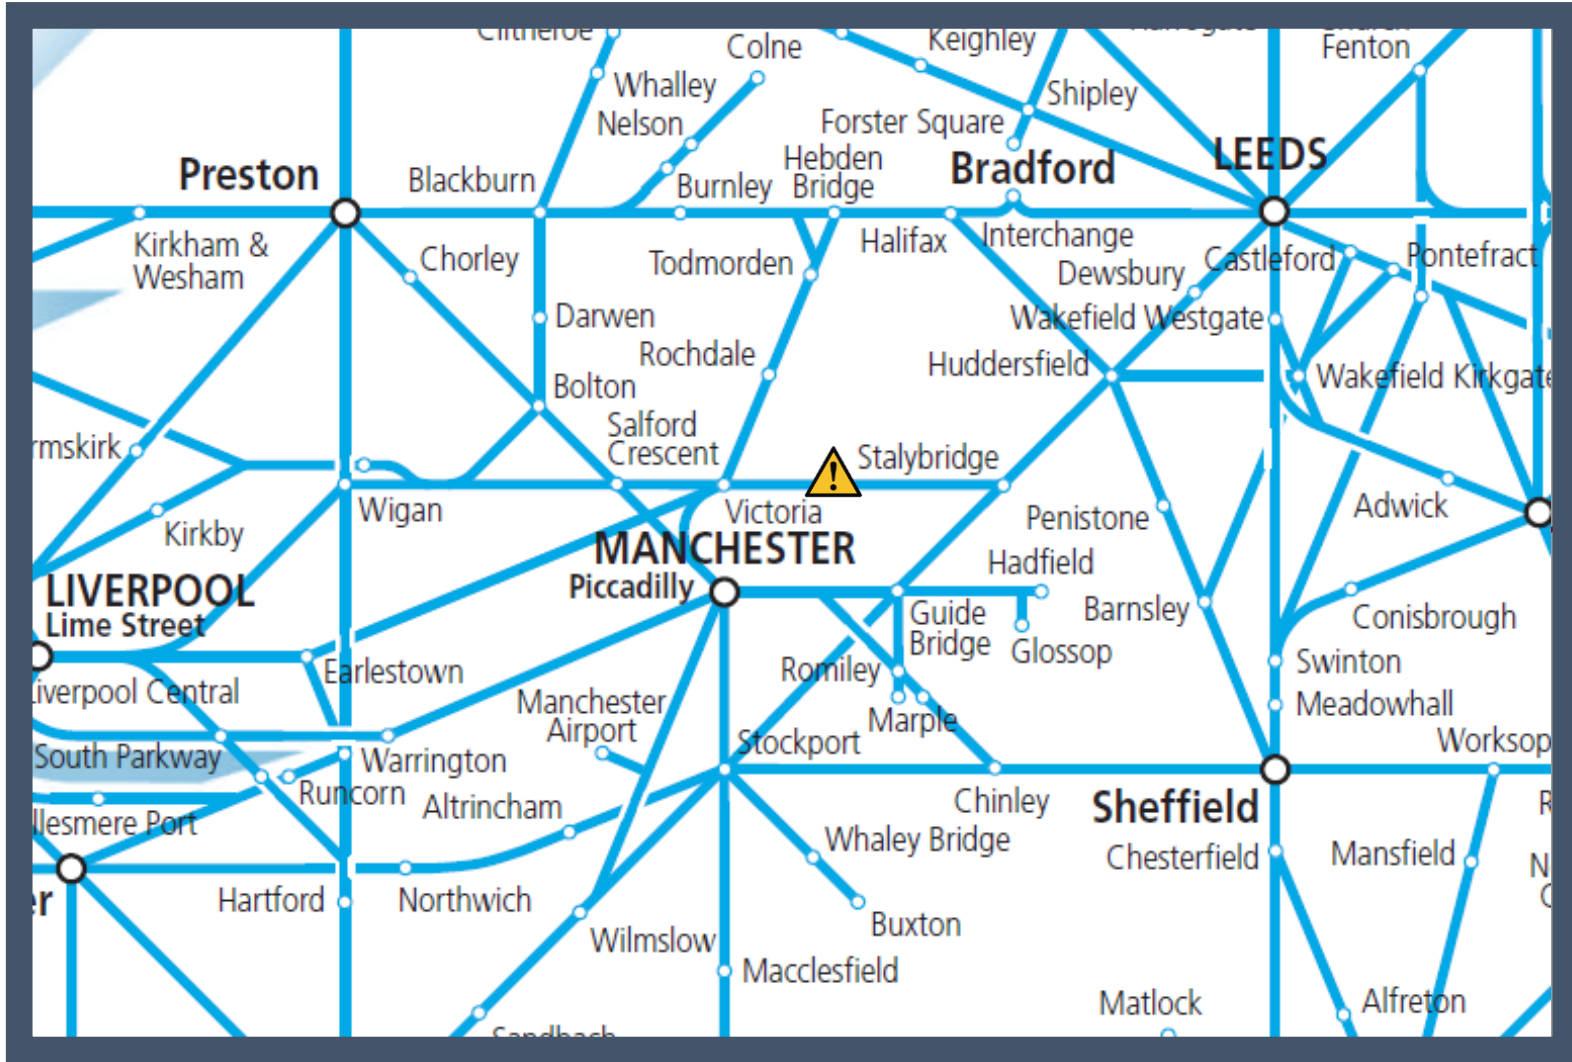 Clitheroe
Colne
Keighley
Fenton
Whalley
Shipley
Nelson
Forster Square
Preston
Blackburn
Burnley
Hebden
Bridge
Bradford
LEEDS
Kirkham &
Wesham
Chorley
Todmorden
Halifax
Interchange
Dewsbury
Castleford
Pontefract
Darwen
Rochdale
Wakefield Westgate
Huddersfield
Wakefield Kirkgate
Bolton
Salford
Crescent
Stalybridge
rmskirk
Wigan
Victoria
Penistone
Adwick
Kirkby
MANCHESTER
Piccadilly
Hadfield
LIVERPOOL
Lime Street
Guide
Bridge
Glossop
Barnsley
Conisbrough
Earlestown
Romiley
Swinton
Liverpool Central
Manchester
Airport
Marple
Meadowhall
South Parkway
Warrington
Stockport
Worksop
Runcorn
Altrincham
Chinley
Sheffield
R
llesmere Port
Whaley Bridge
Chesterfield
Mansfield
N
C
er
Hartford
Northwich
Buxton
Wilmslow
Macclesfield
Matlock
Alfreton
Sandbach